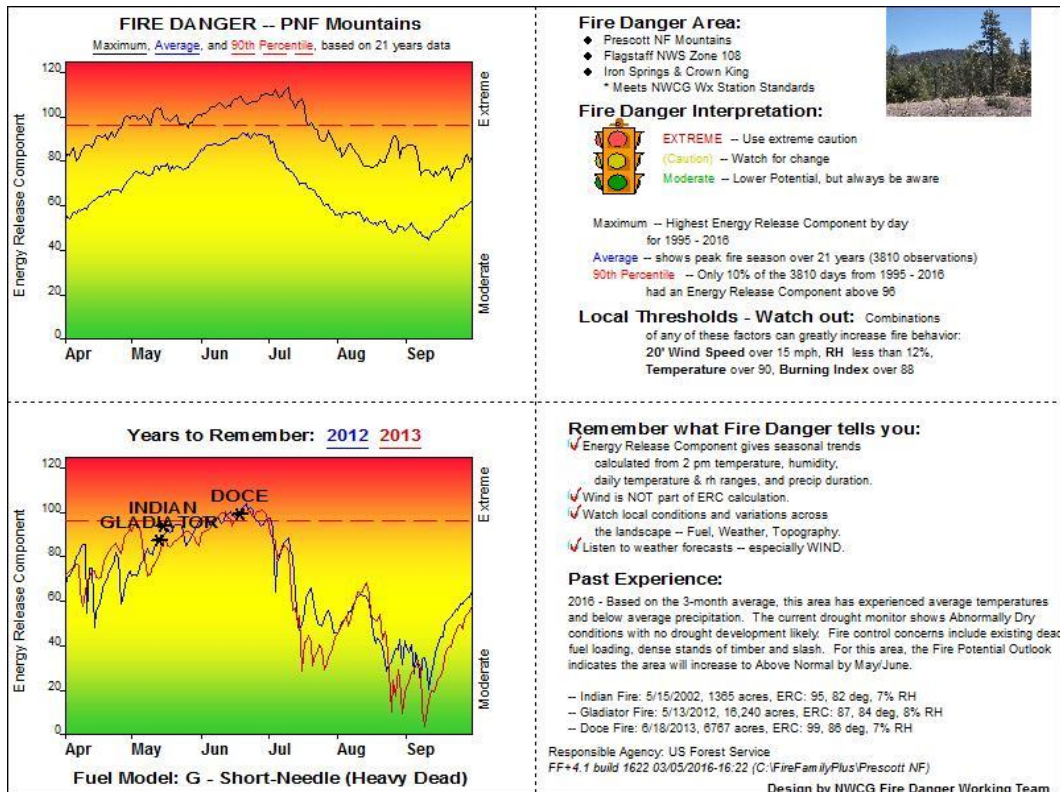 FIRE DANGER -- PNF Mountains
Maximum, Average, and 90th Percentile, based on 21 years data
Energy Release Component
120
100
80
60
40
20
0
Extreme
Moderate
Apr May Jun Jul Aug Sep
Fire Danger Area:
Prescott NF Mountains
Flagstaff NWS Zone 108
Iron Springs & Crown King
* Meets NWCG Wx Station Standards
Fire Danger Interpretation:
EXTREME -- Use extreme caution
(Caution) -- Watch for change
Moderate -- Lower Potential, but always be aware
Maximum -- Highest Energy Release Component by day
for 1995 - 2016
Average -- shows peak fire season over 21 years (3810 observations)
90th Percentile -- Only 10% of the 3810 days from 1995 - 2016
had an Energy Release Component above 96
Local Thresholds - Watch out: Combinations
of any of these factors can greatly increase fire behavior:
20' Wind Speed over 15 mph, RH less than 12%,
Temperature over 90, Burning Index over 88
Years to Remember: 2012 2013
Energy Release Component
120
100
80
60
40
20
0
DOCE
INDIAN
GLADIATOR
Extreme
Moderate
Apr May Jun Jul Aug Sep
Fuel Model: G - Short-Needle (Heavy Dead)
Remember what Fire Danger tells you:
Energy Release Component gives seasonal trends
calculated from 2 pm temperature, humidity,
daily temperature & rh ranges, and precip duration.
Wind is NOT part of ERC calculation.
Watch local conditions and variations across
the landscape -- Fuel, Weather, Topography.
Listen to weather forecasts -- especially WIND.
Past Experience:
2016 - Based on the 3-month average, this area has experienced average temperatures
and below average precipitation. The current drought monitor shows Abnormally Dry
conditions with no drought development likely. Fire control concerns include existing dead
fuel loading, dense stands of timber and slash. For this area, the Fire Potential Outlook
indicates the area will increase to Above Normal by May/June.
-- Indian Fire: 5/15/2002, 1365 acres, ERC: 95, 82 deg, 7% RH
-- Gladiator Fire: 5/13/2012, 16,240 acres, ERC: 87, 84 deg, 8% RH
-- Doce Fire: 6/18/2013, 6767 acres, ERC: 99, 86 deg, 7% RH
Responsible Agency: US Forest Service
FF+4.1 build 1622 03/05/2016-16:22 (C:\FireFamilyPlus\Prescott NF)
Design by NWCG Fire Danger Working Team